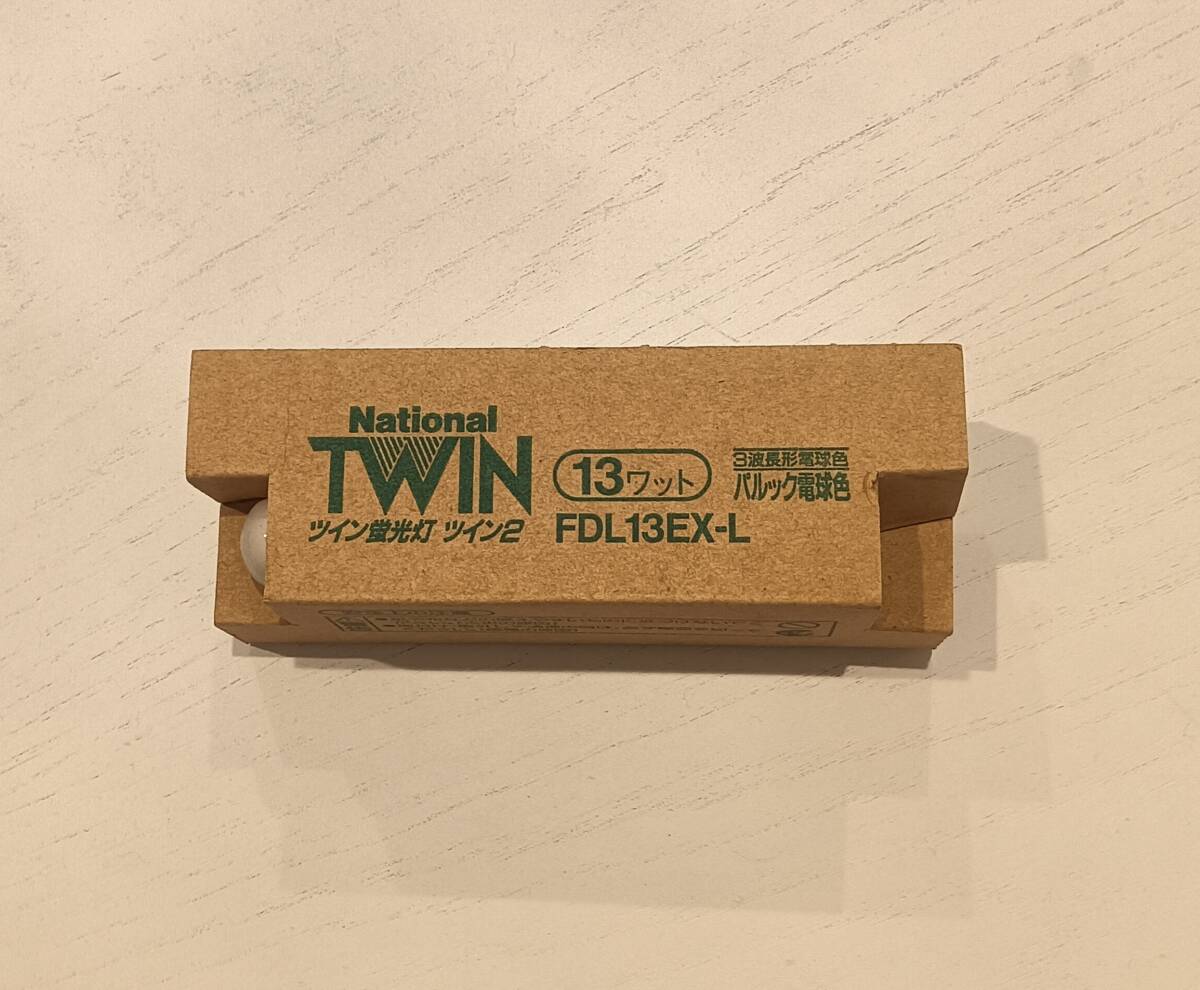 National
TWIN
ツイン蛍光灯 ツイン2
13ワット
FDL13EX-L
3波長形電球色
パルック電球色